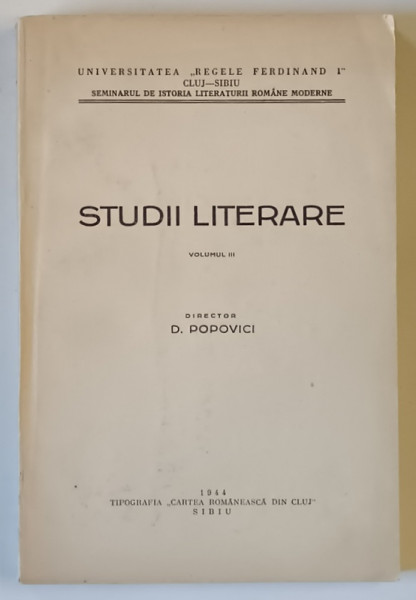 UNIVERSITATEA „REGELE FERDINAND I"
CLUJ—SIBIU
SEMINARUL DE ISTORIA LITERATURII ROMÂNE MODERNE
STUDII LITERARE
VOLUMUL III
DIRECTOR
D. POPOVICI
1944
TIPOGRAFIA „CARTEA ROMÂNEASCĂ DIN CLUJ"
SIBIU